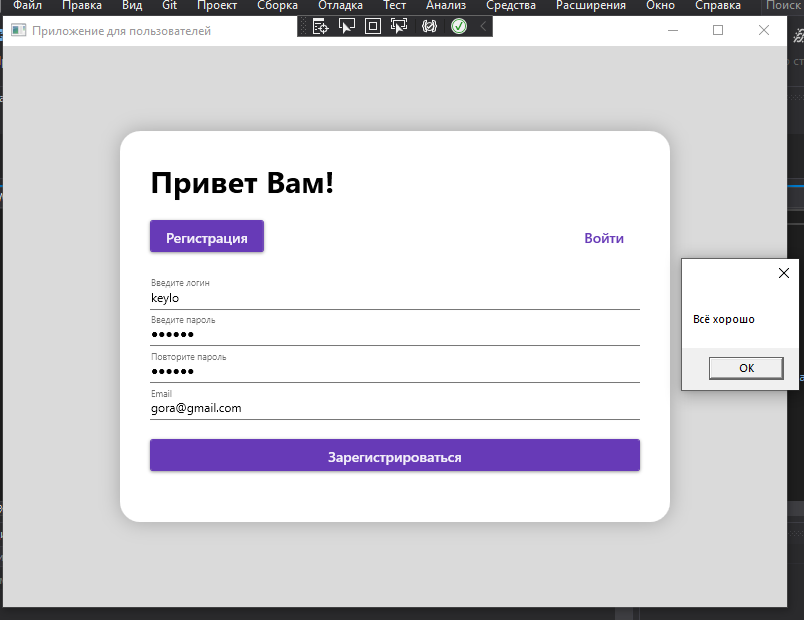 Файл Правка Вид Git Проект Сборка Отладка Тест Анализ Средства Расширения Окно Справка Поиск
Приложение для пользователей
Привет Вам!
Регистрация Войти
Введите логин
keylo
Введите пароль
••••••
Повторите пароль
••••••
Email
gora@gmail.com
Зарегистрироваться
Всё хорошо
OK